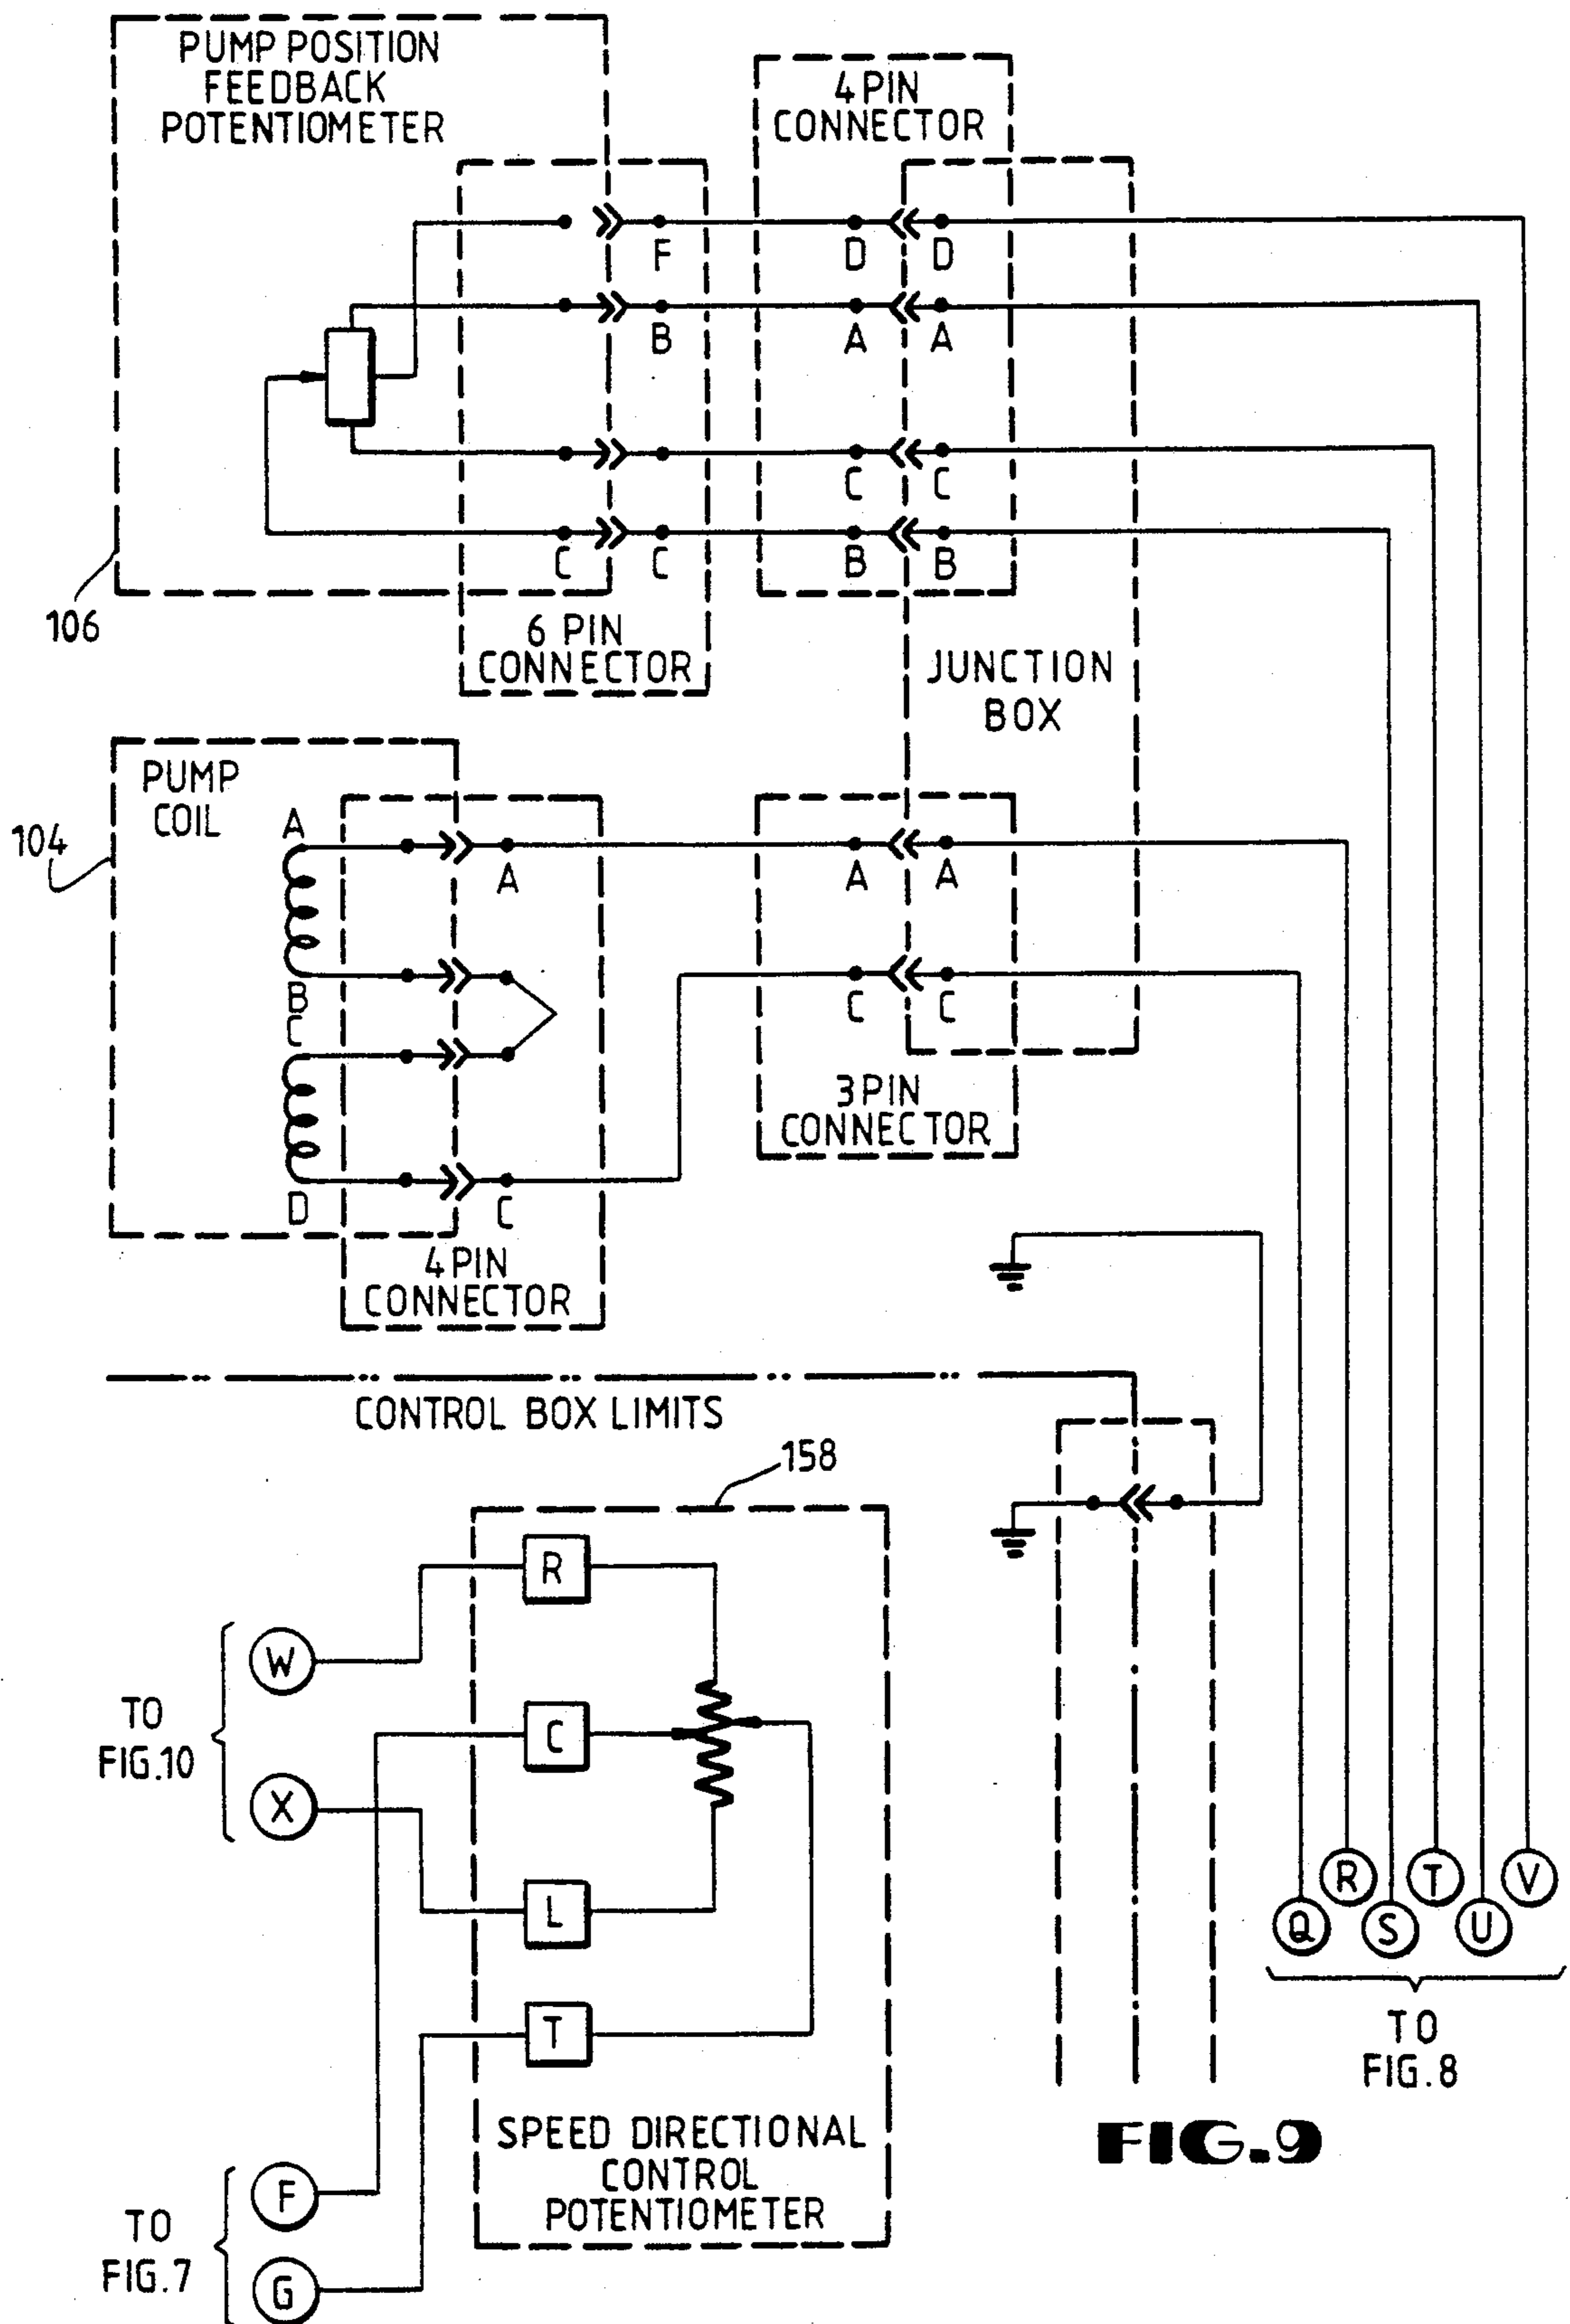 PUMP POSITION
FEEDBACK
POTENTIOMETER
4 PIN
CONNECTOR
F
D
D
B
A
A
C
C
C
C
B
B
106
6 PIN
CONNECTOR
JUNCTION
BOX
PUMP
COIL
104
A
A
A
A
B
C
C
C
3 PIN
CONNECTOR
D
C
4 PIN
CONNECTOR
CONTROL BOX LIMITS
158
R
W
TO
FIG.10
C
X
L
R
T
V
Q
S
U
T
TO
FIG.8
SPEED DIRECTIONAL
CONTROL
POTENTIOMETER
FIG.9
F
TO
FIG.7
G